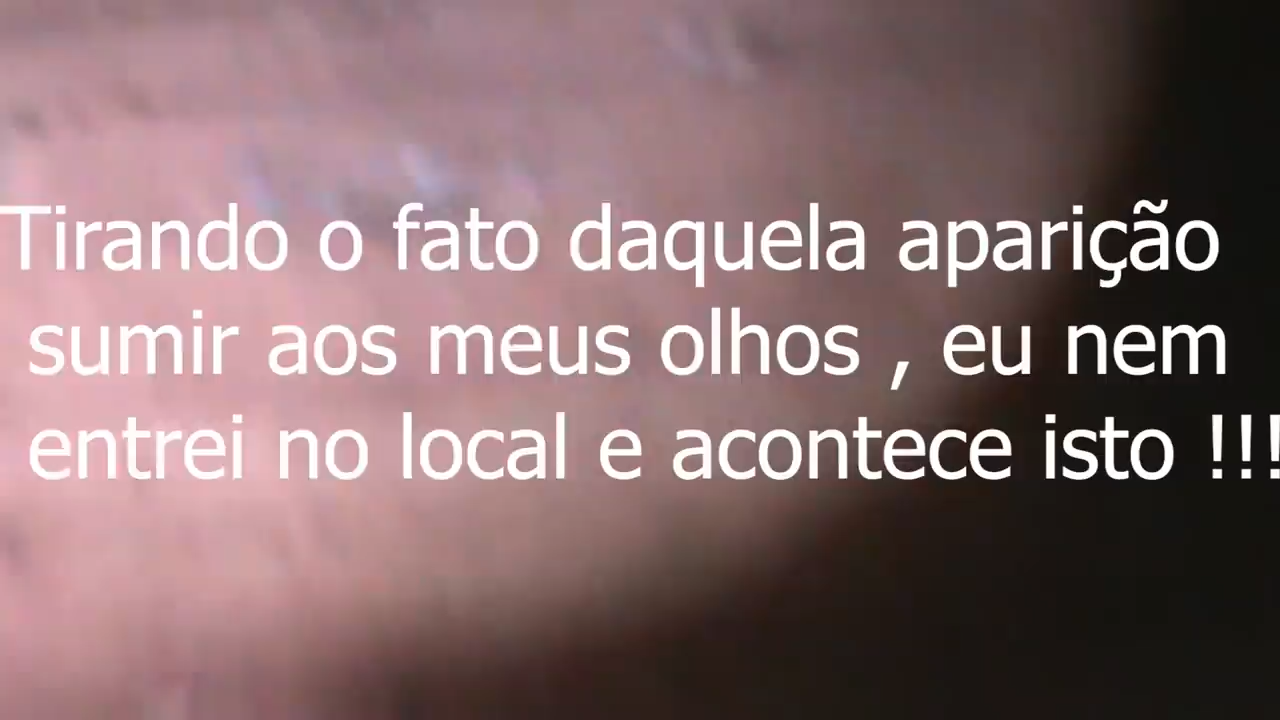 Tirando o fato daquela aparição
sumir aos meus olhos , eu nem
entrei no local e acontece isto !!!